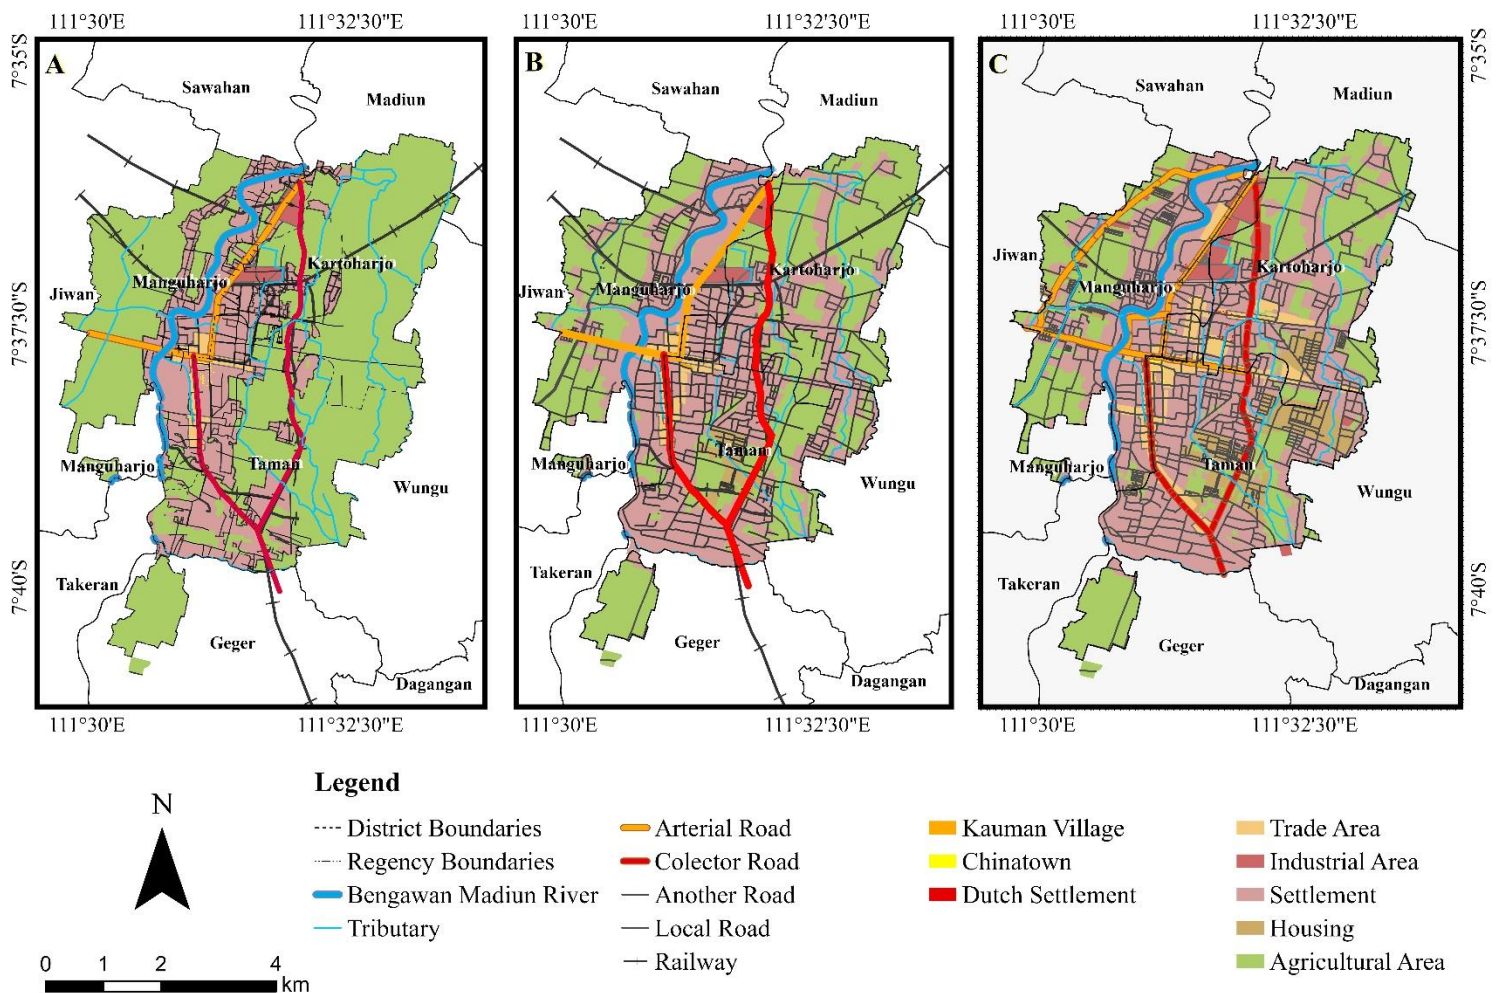 111°30'E 111°32'30"E 111°30'E 111°32'30"E 111°30'E 111°32'30"E
7°35'S 7°35'S
A B C
Sawahan Sawahan Sawahan
Madiun Madiun Madiun
Kartoharjo Kartoharjo Kartoharjo
Manguharjo Manguharjo Manguharjo
Jiwan Jiwan Jiwan
7°37'30"S 7°37'30"S
Manguharjo Taman Manguharjo Taman Manguharjo Taman
Wungu Wungu Wungu
7°40'S 7°40'S
Takeran Takeran Takeran
Geger Geger Geger
Dagangan Dagangan Dagangan
111°30'E 111°32'30"E 111°30'E 111°32'30"E 111°30'E 111°32'30"E
Legend
N
District Boundaries
Regency Boundaries
Bengawan Madiun River
Tributary
Arterial Road
Colector Road
Another Road
Local Road
Railway
Kauman Village
Chinatown
Dutch Settlement
Trade Area
Industrial Area
Settlement
Housing
Agricultural Area
0 1 2 4
km